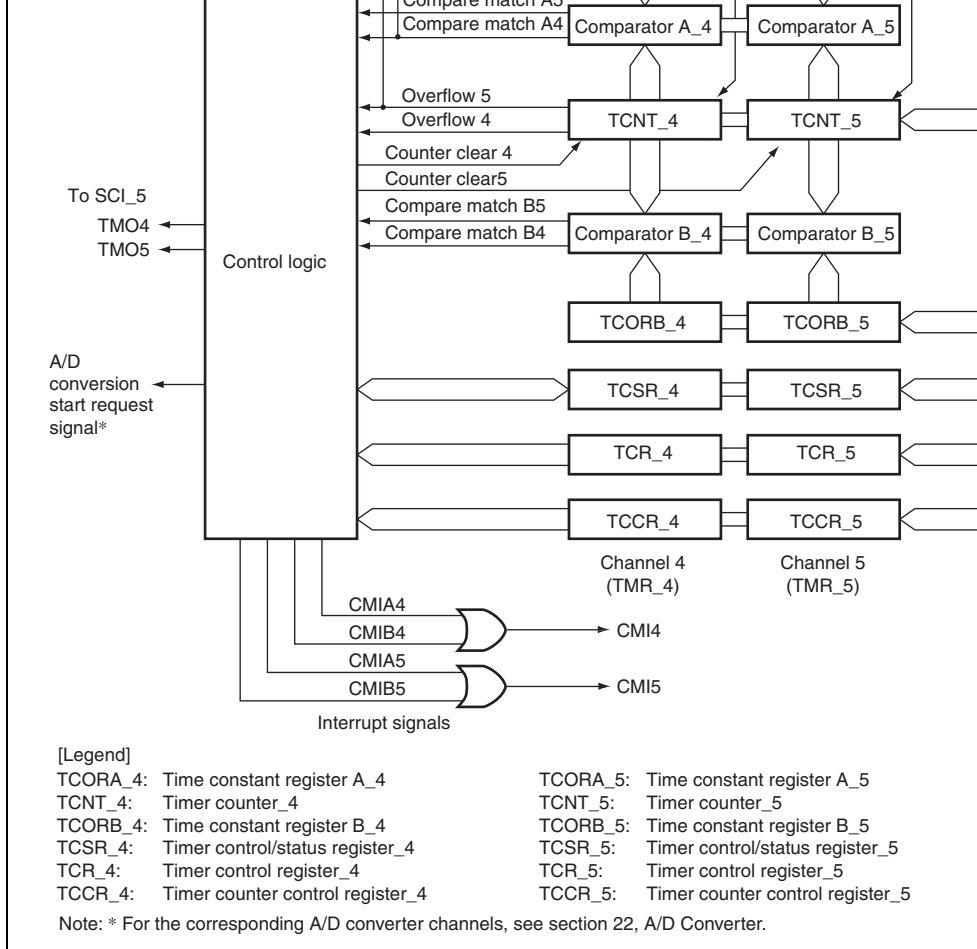 Compare match A5
Compare match A4
Comparator A_4
Comparator A_5
Overflow 5
Overflow 4
TCNT_4
TCNT_5
Counter clear 4
Counter clear5
To SCI_5
TMO4
TMO5
Compare match B5
Compare match B4
Comparator B_4
Comparator B_5
Control logic
TCORB_4
TCORB_5
A/D
conversion
start request
signal*
TCSR_4
TCSR_5
TCR_4
TCR_5
TCCR_4
TCCR_5
Channel 4
(TMR_4)
Channel 5
(TMR_5)
CMIA4
CMIB4
CMI4
CMIA5
CMIB5
CMI5
Interrupt signals
[Legend]
TCORA_4: Time constant register A_4
TCORA_5: Time constant register A_5
TCNT_4: Timer counter_4
TCNT_5: Timer counter_5
TCORB_4: Time constant register B_4
TCORB_5: Time constant register B_5
TCSR_4: Timer control/status register_4
TCSR_5: Timer control/status register_5
TCR_4: Timer control register_4
TCR_5: Timer control register_5
TCCR_4: Timer counter control register_4
TCCR_5: Timer counter control register_5
Note: * For the corresponding A/D converter channels, see section 22, A/D Converter.